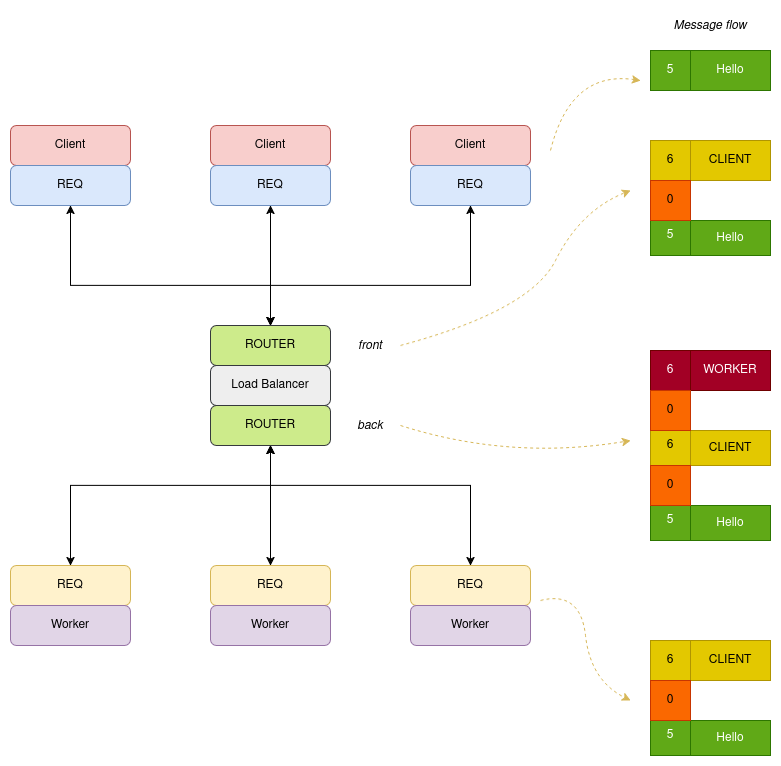 Message flow
5 Hello
Client Client Client
REQ REQ REQ
6 CLIENT
0
5 Hello
ROUTER front
Load Balancer
ROUTER back
6 WORKER
0
6 CLIENT
0
5 Hello
REQ REQ REQ
Worker Worker Worker
6 CLIENT
0
5 Hello